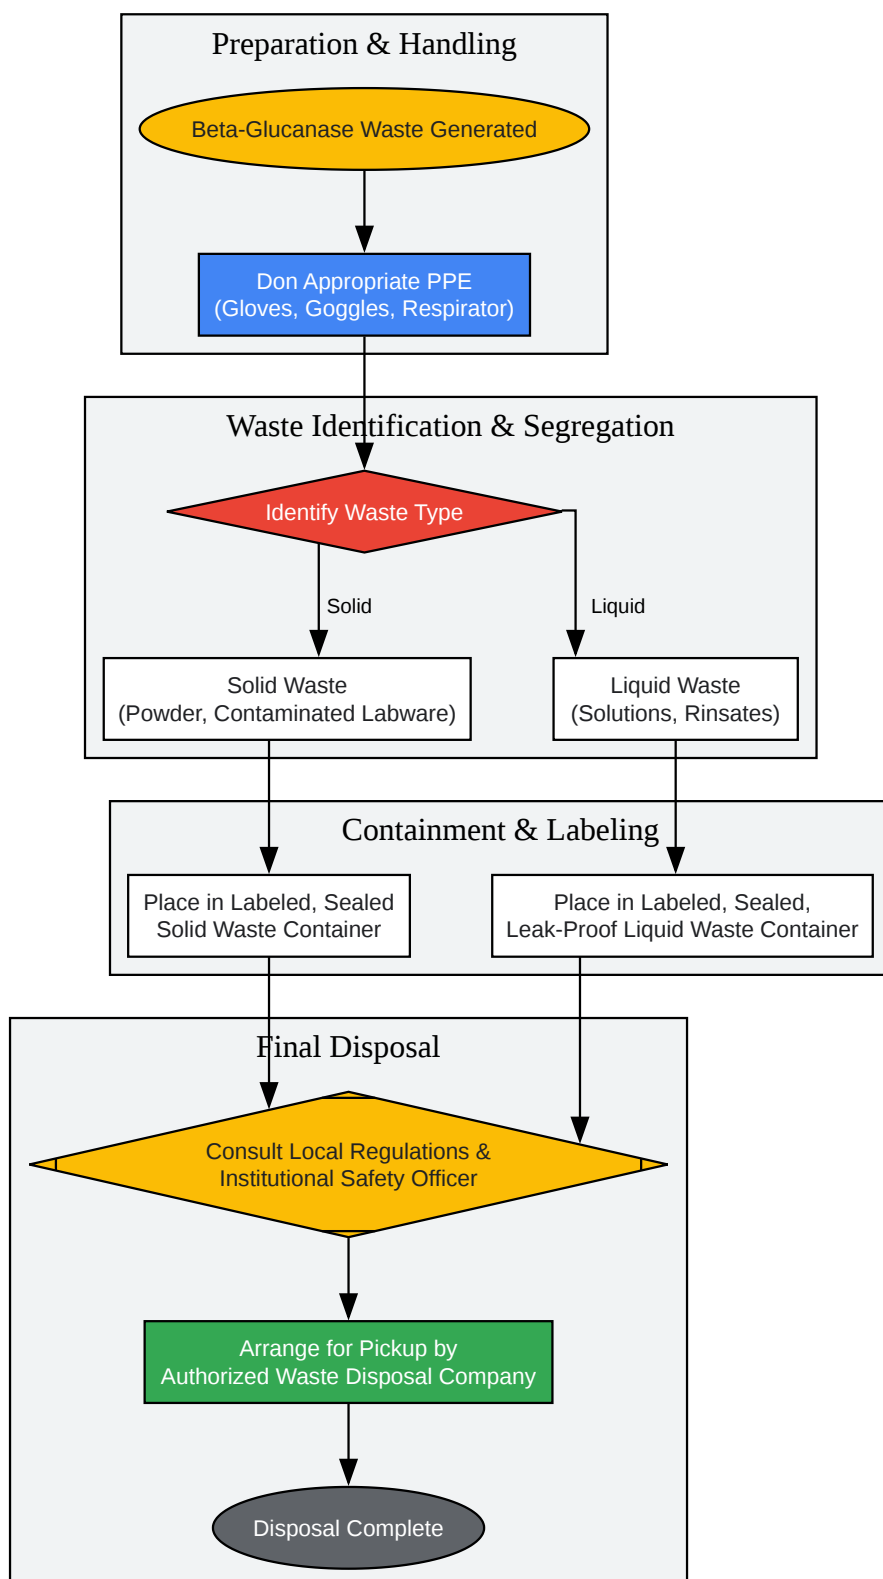 Preparation & Handling
Beta-Glucanase Waste Generated
Don Appropriate PPE
(Gloves, Goggles, Respirator)
Waste Identification & Segregation
Identify Waste Type
Solid
Liquid
Solid Waste
(Powder, Contaminated Labware)
Liquid Waste
(Solutions, Rinsates)
Containment & Labeling
Place in Labeled, Sealed
Solid Waste Container
Place in Labeled, Sealed,
Leak-Proof Liquid Waste Container
Final Disposal
Consult Local Regulations &
Institutional Safety Officer
Arrange for Pickup by
Authorized Waste Disposal Company
Disposal Complete